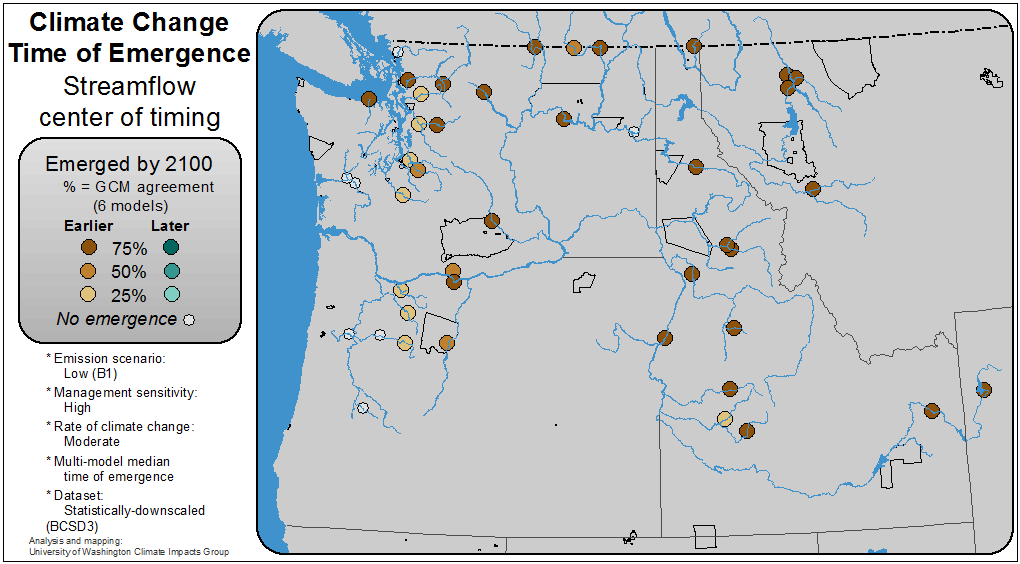 Climate Change
Time of Emergence
Streamflow
center of timing
Emerged by 2100
% = GCM agreement
(6 models)
Earlier Later
75%
50%
25%
No emergence
* Emission scenario:
Low (B1)
* Management sensitivity:
High
* Rate of climate change:
Moderate
* Multi-model median
time of emergence
* Dataset:
Statistically-downscaled
(BCSD3)
Analysis and mapping:
University of Washington Climate Impacts Group